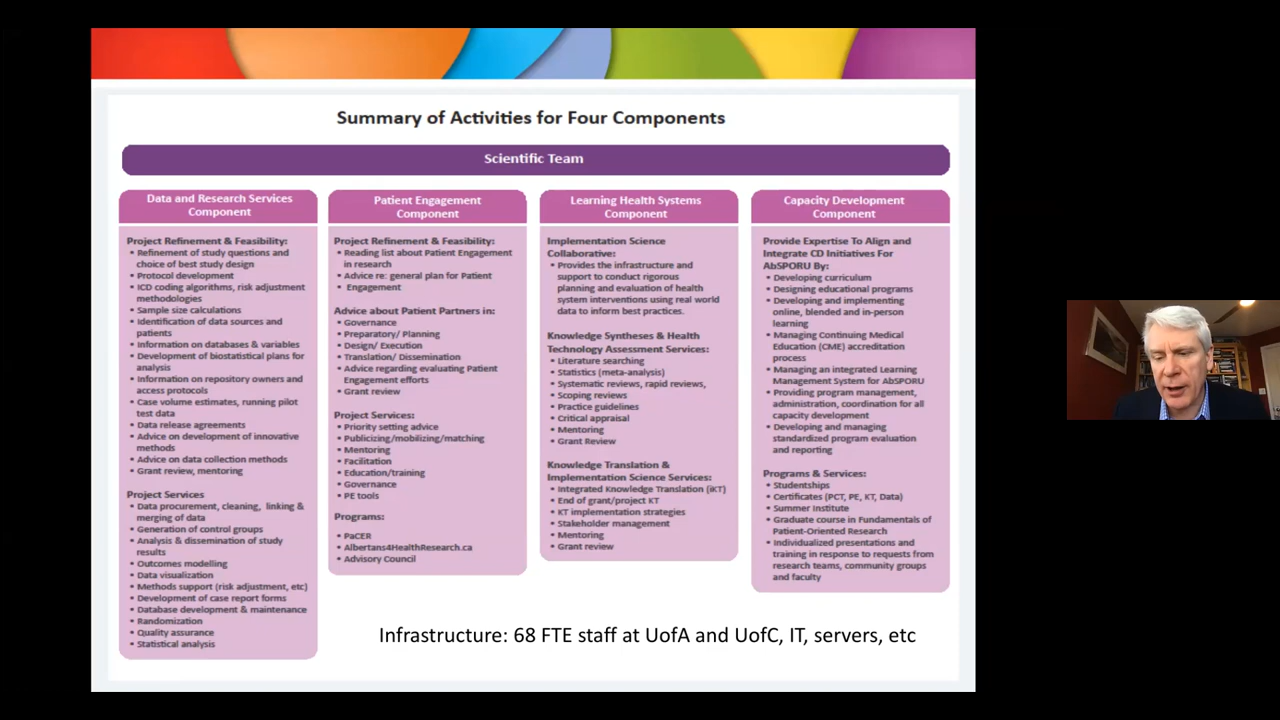 Summary of Activities for Four Components
Scientific Team
Data and Research Services
Component
Project Refinement & Feasibility:
• Refinement of study questions and
choice of best study design
• Protocol development
• ICD coding algorithms, risk adjustment
methodologies
• Sample size calculations
• Identification of data sources and
patients
• Information on databases & variables
• Development of biostatistical plans for
analysis
• Information on repository owners and
access protocols
• Case volume estimates, running pilot
test data
• Data release agreements
• Advice on development of innovative
methods
• Advice on data collection methods
• Grant review, mentoring
Project Services
• Data procurement, cleaning, linking &
merging of data
• Generation of control groups
• Analysis & dissemination of study
results
• Outcomes modelling
• Data visualization
• Methods support (risk adjustment, etc)
• Development of case report forms
• Database development & maintenance
• Randomization
• Quality assurance
• Statistical analysis
Patient Engagement
Component
Project Refinement & Feasibility:
• Reading list about Patient Engagement
in research
• Advice re: general plan for Patient
• Engagement
Advice about Patient Partners in:
• Governance
• Preparatory/ Planning
• Design/ Execution
• Translation/ Dissemination
• Advice regarding evaluating Patient
Engagement efforts
• Grant review
Project Services:
• Priority setting advice
• Publicizing/mobilizing/matching
• Mentoring
• Facilitation
• Education/training
• Governance
• PE tools
Programs:
• PaCER
• Albertans4HealthResearch.ca
• Advisory Council
Learning Health Systems
Component
Implementation Science
Collaborative:
• Provides the infrastructure and
support to conduct rigorous
planning and evaluation of health
system interventions using real world
data to inform best practices.
Knowledge Syntheses & Health
Technology Assessment Services:
• Literature searching
• Statistics (meta-analysis)
• Systematic reviews, rapid reviews,
• Scoping reviews
• Practice guidelines
• Critical appraisal
• Mentoring
• Grant Review
Knowledge Translation &
Implementation Science Services:
• Integrated Knowledge Translation (iKT)
• End of grant/project KT
• KT implementation strategies
• Stakeholder management
• Mentoring
• Grant review
Capacity Development
Component
Provide Expertise To Align and
Integrate CD Initiatives For
AbSPORU By:
• Developing curriculum
• Designing educational programs
• Developing and implementing
online, blended and in-person
learning
• Managing Continuing Medical
Education (CME) accreditation
process
• Managing an integrated Learning
Management System for AbSPORU
• Providing program management,
administration, coordination for all
capacity development
• Developing and managing
standardized program evaluation
and reporting
Programs & Services:
• Studentships
• Certificates (PCT, PE, KT, Data)
• Summer Institute
• Graduate course in Fundamentals of
Patient-Oriented Research
• Individualized presentations and
training in response to requests from
research teams, community groups
and faculty
Infrastructure: 68 FTE staff at UofA and UofC, IT, servers, etc